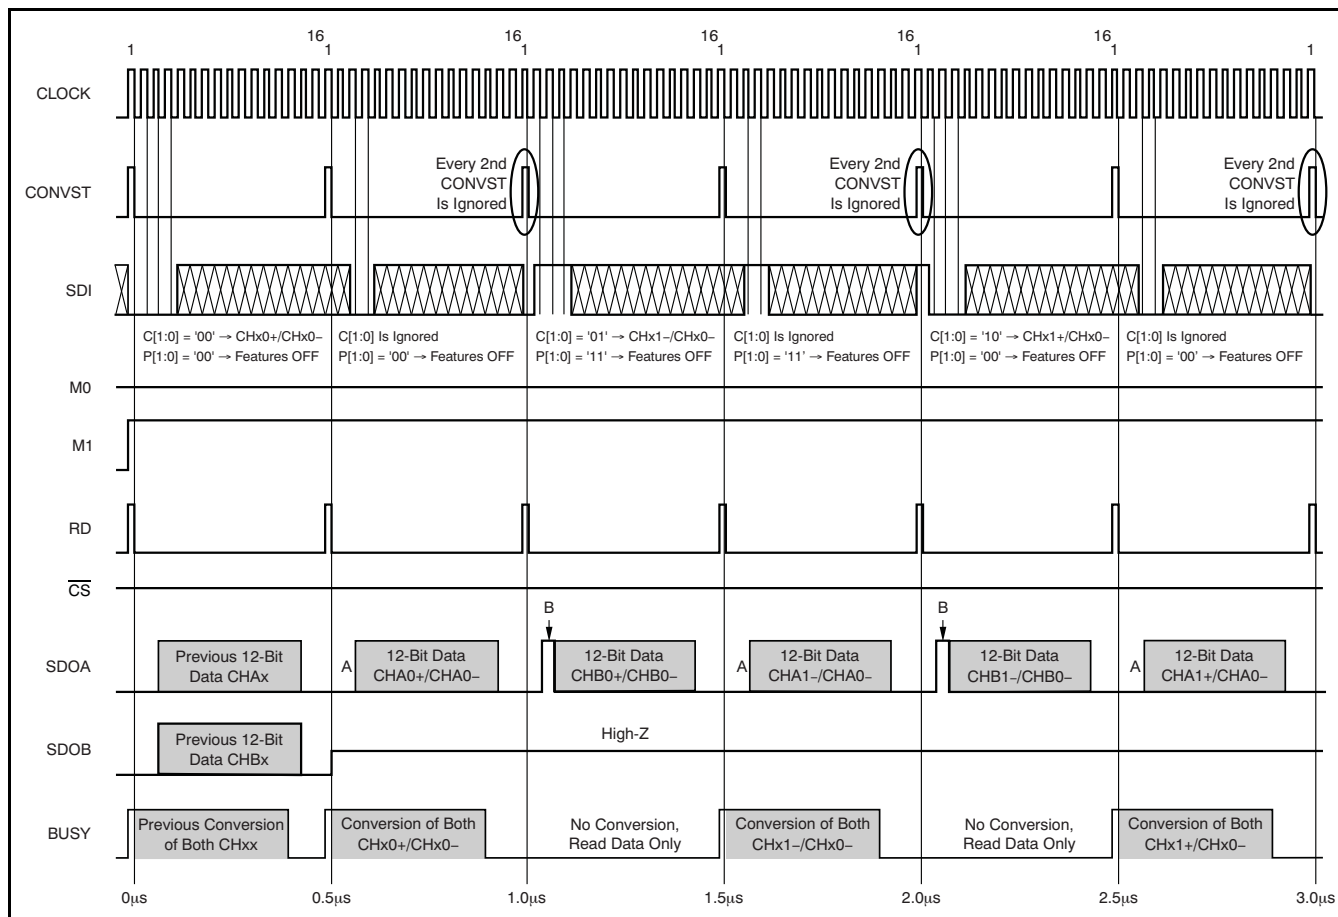 16 16 16 16 16
1 1 1 1 1 1 1
CLOCK
Every 2nd
CONVST
Is Ignored
Every 2nd
CONVST
Is Ignored
Every 2nd
CONVST
Is Ignored
CONVST
SDI
C[1:0] = '00' → CHx0+/CHx0−
P[1:0] = '00' → Features OFF
C[1:0] Is Ignored
P[1:0] = '00' → Features OFF
C[1:0] = '01' → CHx1−/CHx0−
P[1:0] = '11' → Features OFF
C[1:0] Is Ignored
P[1:0] = '11' → Features OFF
C[1:0] = '10' → CHx1+/CHx0−
P[1:0] = '00' → Features OFF
C[1:0] Is Ignored
P[1:0] = '00' → Features OFF
M0
M1
RD
CS
B B
SDOA
Previous 12-Bit
Data CHAx
A
12-Bit Data
CHA0+/CHA0−
12-Bit Data
CHB0+/CHB0−
A
12-Bit Data
CHA1−/CHA0−
12-Bit Data
CHB1−/CHB0−
A
12-Bit Data
CHA1+/CHA0−
SDOB
Previous 12-Bit
Data CHBx
High-Z
BUSY
Previous Conversion
of Both CHxx
Conversion of Both
CHx0+/CHx0−
No Conversion,
Read Data Only
Conversion of Both
CHx1−/CHx0−
No Conversion,
Read Data Only
Conversion of Both
CHx1+/CHx0−
0μs 0.5μs 1.0μs 1.5μs 2.0μs 2.5μs 3.0μs